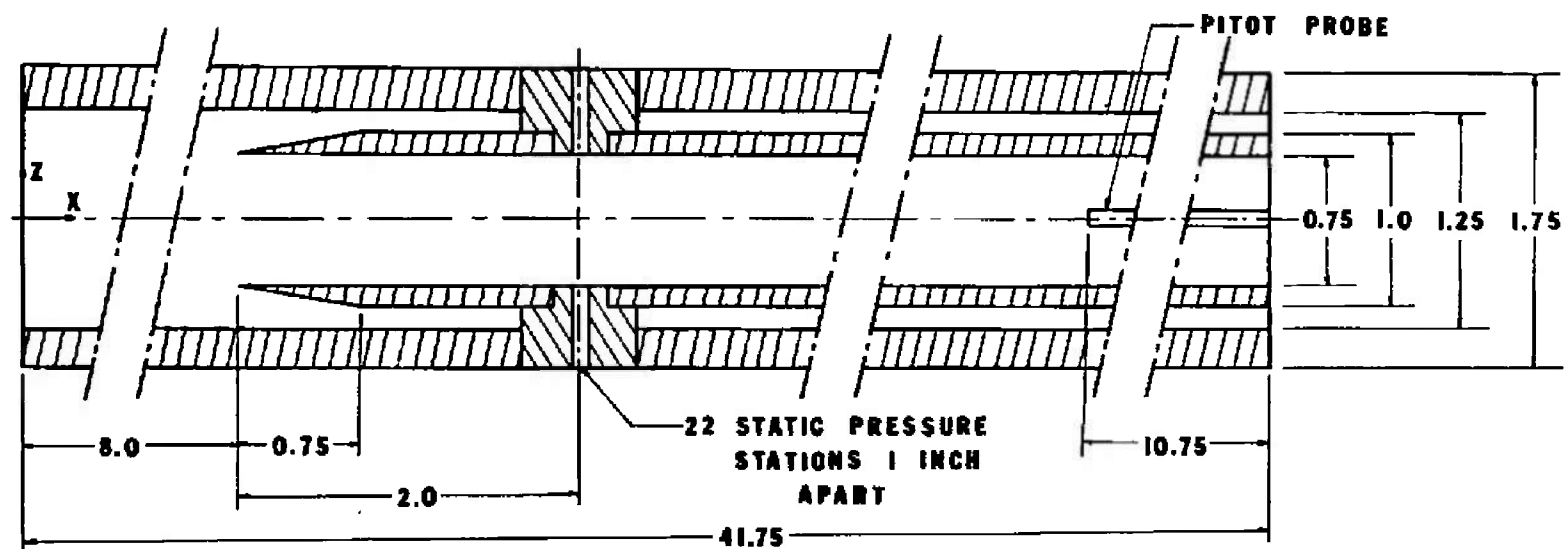 PITOT PROBE
Z
X
0.75
1.0
1.25
1.75
8.0
0.75
22 STATIC PRESSURE
STATIONS 1 INCH
APART
10.75
2.0
41.75